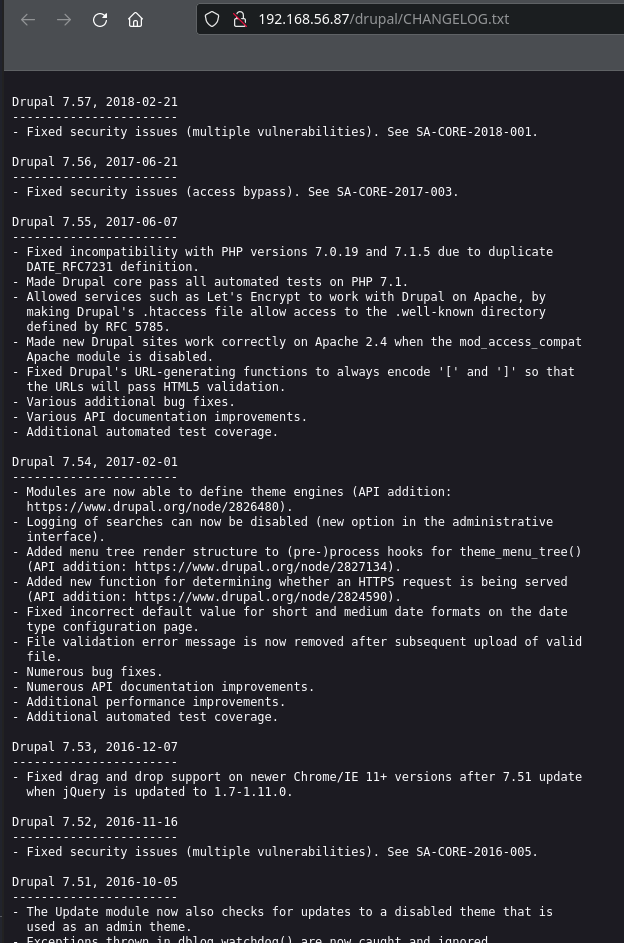 192.168.56.87/drupal/CHANGELOG.txt
Drupal 7.57, 2018-02-21
-----------------------
- Fixed security issues (multiple vulnerabilities). See SA-CORE-2018-001.
Drupal 7.56, 2017-06-21
-----------------------
- Fixed security issues (access bypass). See SA-CORE-2017-003.
Drupal 7.55, 2017-06-07
-----------------------
- Fixed incompatibility with PHP versions 7.0.19 and 7.1.5 due to duplicate
DATE_RFC7231 definition.
- Made Drupal core pass all automated tests on PHP 7.1.
- Allowed services such as Let's Encrypt to work with Drupal on Apache, by
making Drupal's .htaccess file allow access to the .well-known directory
defined by RFC 5785.
- Made new Drupal sites work correctly on Apache 2.4 when the mod_access_compat
Apache module is disabled.
- Fixed Drupal's URL-generating functions to always encode '[' and ']' so that
the URLs will pass HTML5 validation.
- Various additional bug fixes.
- Various API documentation improvements.
- Additional automated test coverage.
Drupal 7.54, 2017-02-01
-----------------------
- Modules are now able to define theme engines (API addition:
https://www.drupal.org/node/2826480).
- Logging of searches can now be disabled (new option in the administrative
interface).
- Added menu tree render structure to (pre-)process hooks for theme_menu_tree()
(API addition: https://www.drupal.org/node/2827134).
- Added new function for determining whether an HTTPS request is being served
(API addition: https://www.drupal.org/node/2824590).
- Fixed incorrect default value for short and medium date formats on the date
type configuration page.
- File validation error message is now removed after subsequent upload of valid
file.
- Numerous bug fixes.
- Numerous API documentation improvements.
- Additional performance improvements.
- Additional automated test coverage.
Drupal 7.53, 2016-12-07
-----------------------
- Fixed drag and drop support on newer Chrome/IE 11+ versions after 7.51 update
when jQuery is updated to 1.7-1.11.0.
Drupal 7.52, 2016-11-16
-----------------------
- Fixed security issues (multiple vulnerabilities). See SA-CORE-2016-005.
Drupal 7.51, 2016-10-05
-----------------------
- The Update module now also checks for updates to a disabled theme that is
used as an admin theme.
- Exceptions thrown in dblog_watchdog() are now caught and ignored.